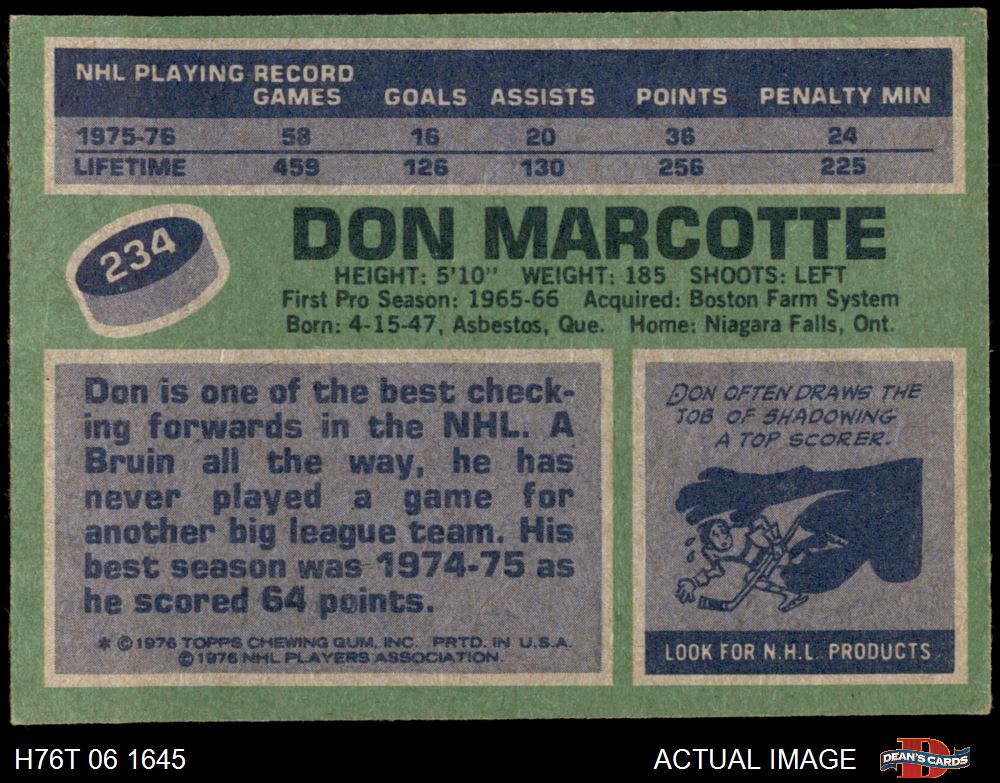 NHL PLAYING RECORD
GAMES GOALS ASSISTS POINTS PENALTY MIN
1975-76 58 16 20 36 24
LIFETIME 459 126 130 256 225
234
DON MARCOTTE
HEIGHT: 5'10" WEIGHT: 185 SHOOTS: LEFT
First Pro Season: 1965-66 Acquired: Boston Farm System
Born: 4-15-47, Asbestos, Que. Home: Niagara Falls, Ont.
Don is one of the best check-
ing forwards in the NHL. A
Bruin all the way, he has
never played a game for
another big league team. His
best season was 1974-75 as
he scored 64 points.
* © 1976 TOPPS CHEWING GUM, INC. PRTD. IN U.S.A.
© 1976 NHL PLAYERS ASSOCIATION.
DON OFTEN DRAWS THE
JOB OF SHADOWING
A TOP SCORER.
LOOK FOR N.H.L. PRODUCTS
H76T 06 1645
ACTUAL IMAGE
DEAN'S CARDS